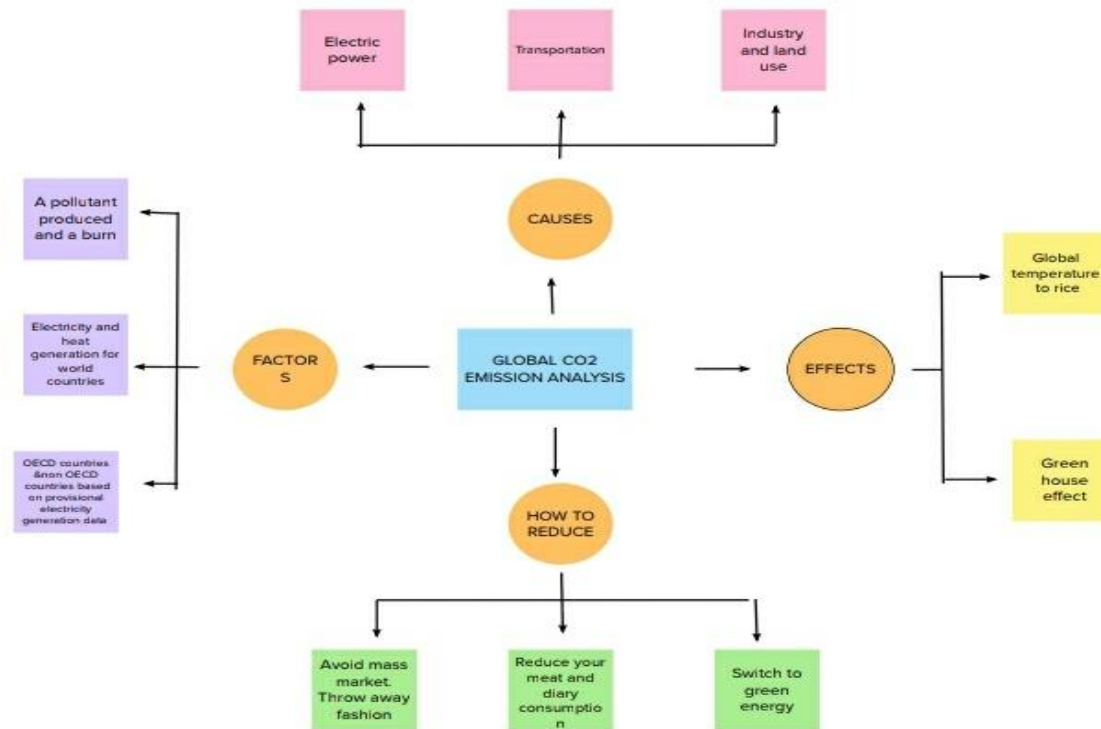 Electric
power
Transportation
Industry
and land
use
CAUSES
A pollutant
produced
and a burn
Electricity and
heat
generation for
world
countries
OECD countries
&non OECD
countries based
on provisional
electricity
generation data
FACTOR
S
GLOBAL CO2
EMISSION ANALYSIS
EFFECTS
Global
temperature
to rice
Green
house
effect
HOW TO
REDUCE
Avoid mass
market.
Throw away
fashion
Reduce your
meat and
diary
consumptio
n
Switch to
green
energy